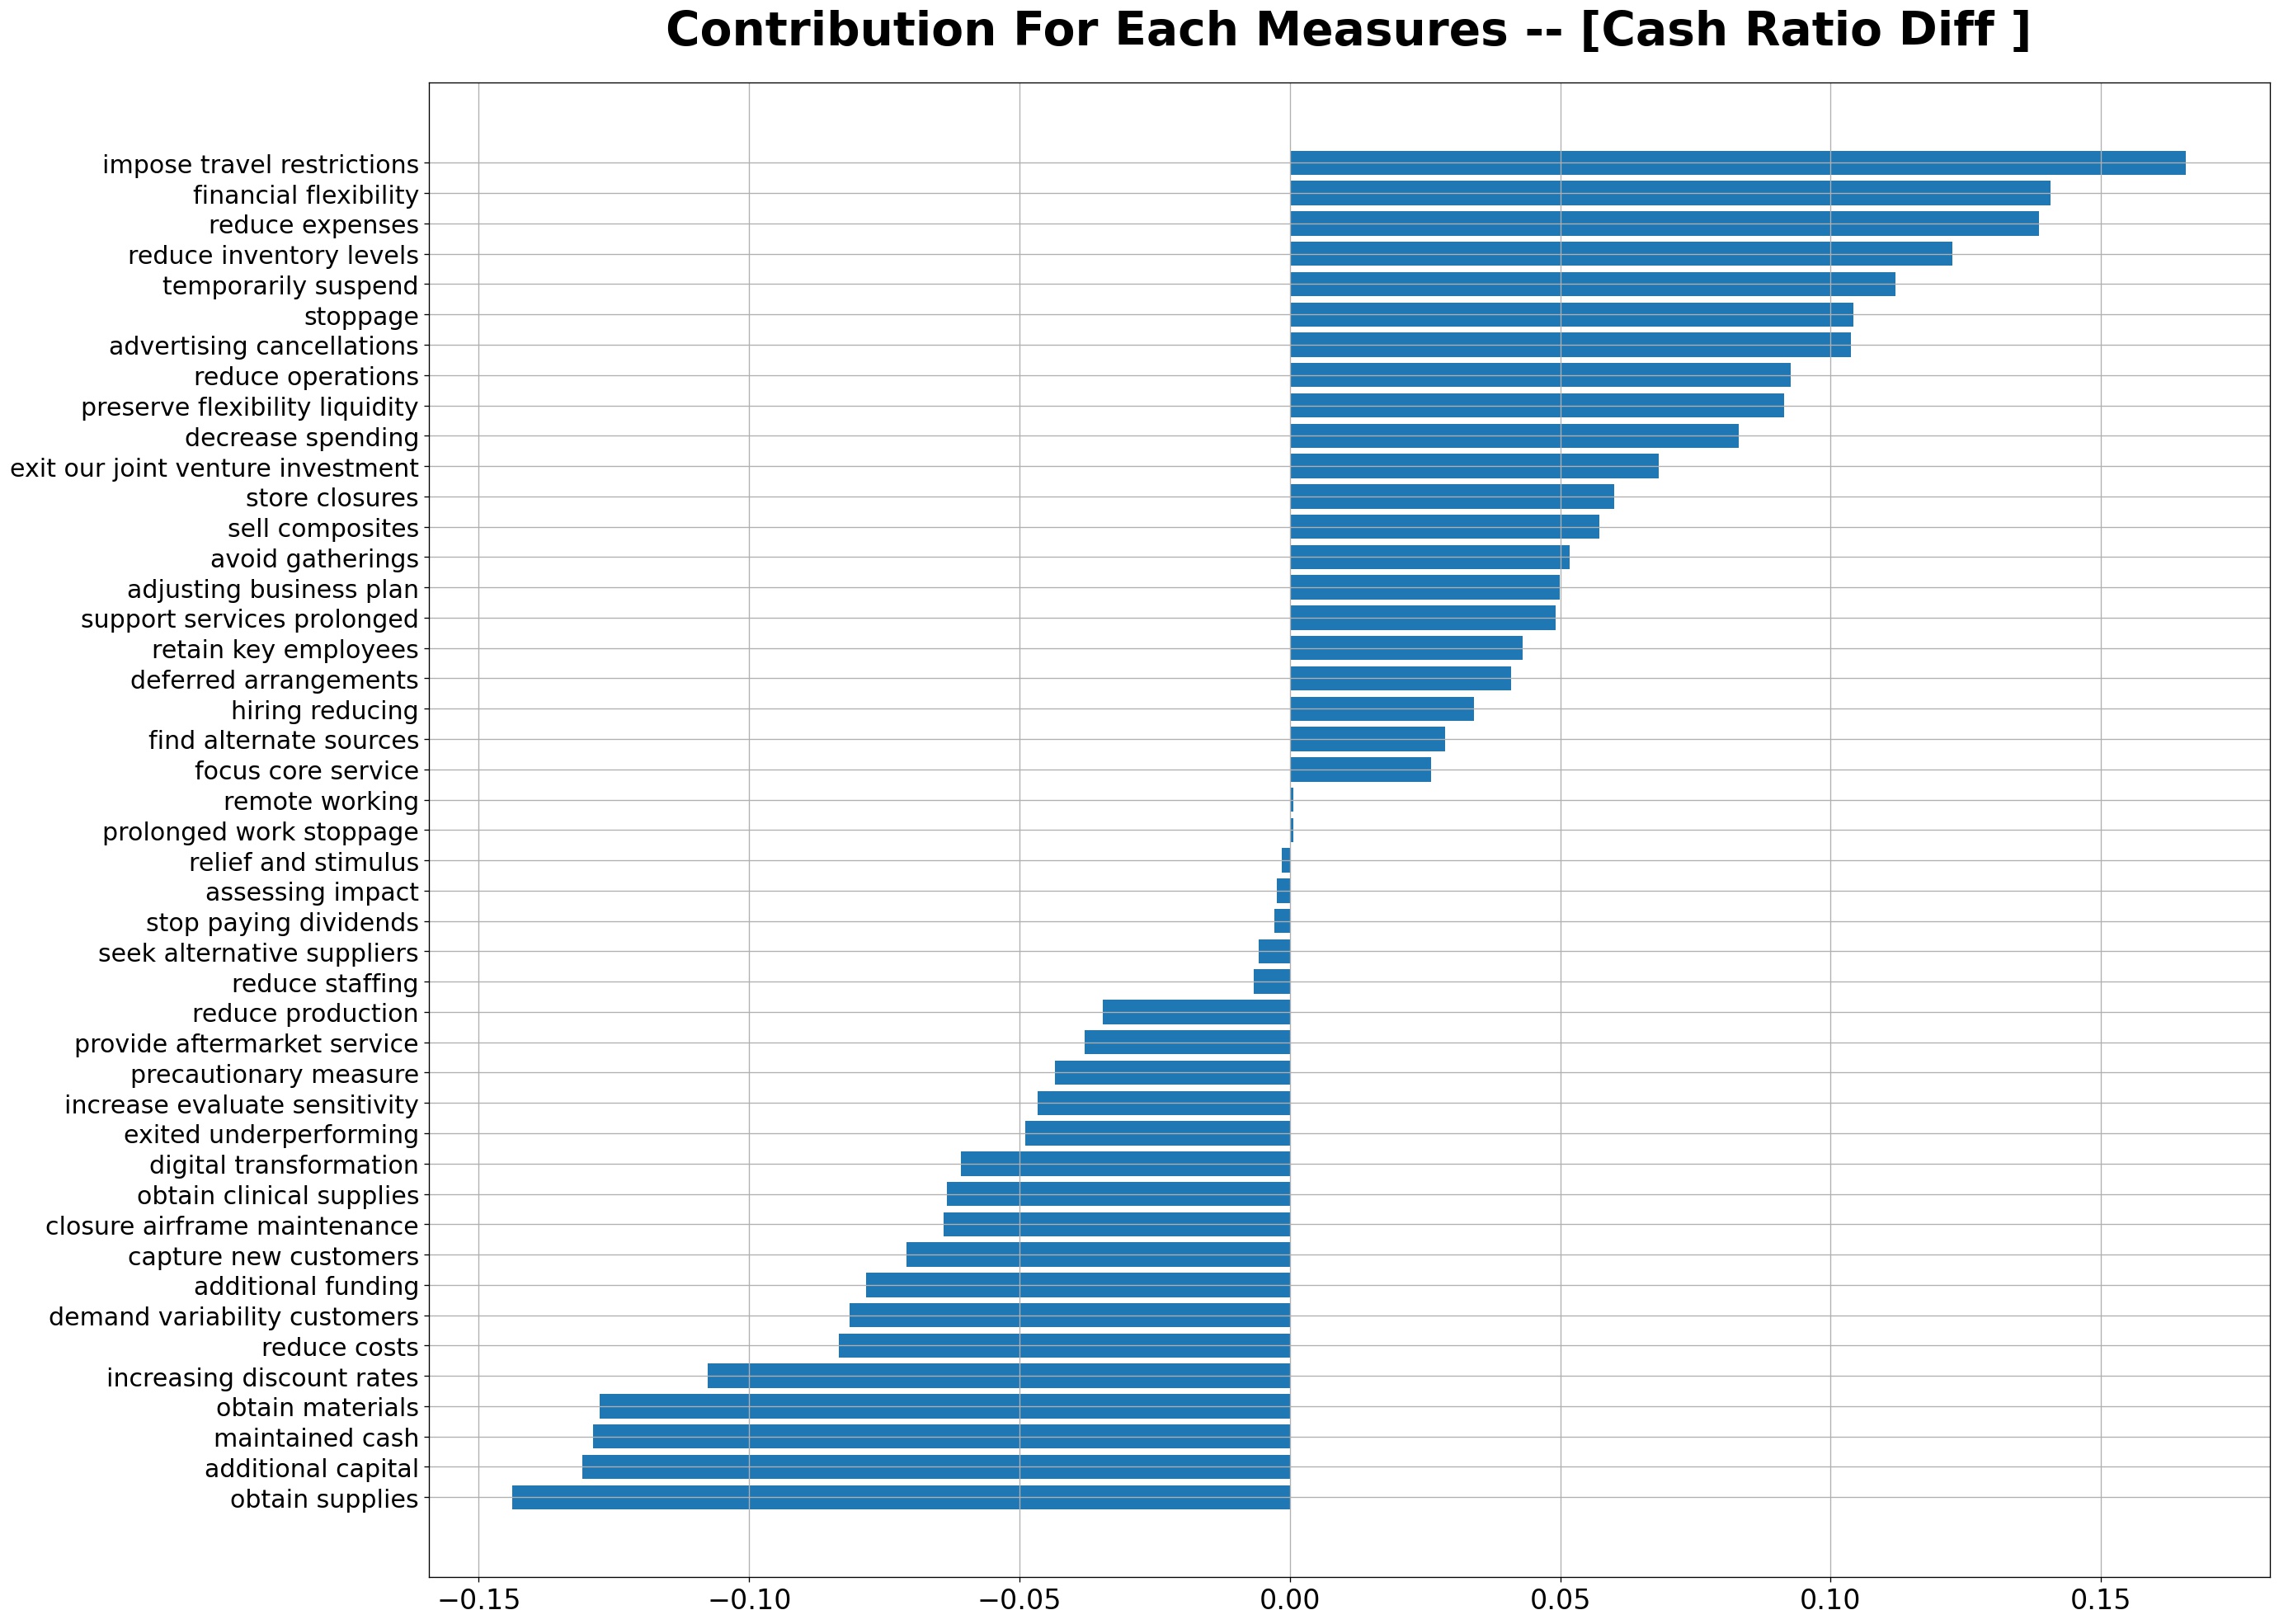 Contribution For Each Measures -- [Cash Ratio Diff ]
impose travel restrictions
financial flexibility
reduce expenses
reduce inventory levels
temporarily suspend
stoppage
advertising cancellations
reduce operations
preserve flexibility liquidity
decrease spending
exit our joint venture investment
store closures
sell composites
avoid gatherings
adjusting business plan
support services prolonged
retain key employees
deferred arrangements
hiring reducing
find alternate sources
focus core service
remote working
prolonged work stoppage
relief and stimulus
assessing impact
stop paying dividends
seek alternative suppliers
reduce staffing
reduce production
provide aftermarket service
precautionary measure
increase evaluate sensitivity
exited underperforming
digital transformation
obtain clinical supplies
closure airframe maintenance
capture new customers
additional funding
demand variability customers
reduce costs
increasing discount rates
obtain materials
maintained cash
additional capital
obtain supplies
−0.15 −0.10 −0.05 0.00 0.05 0.10 0.15